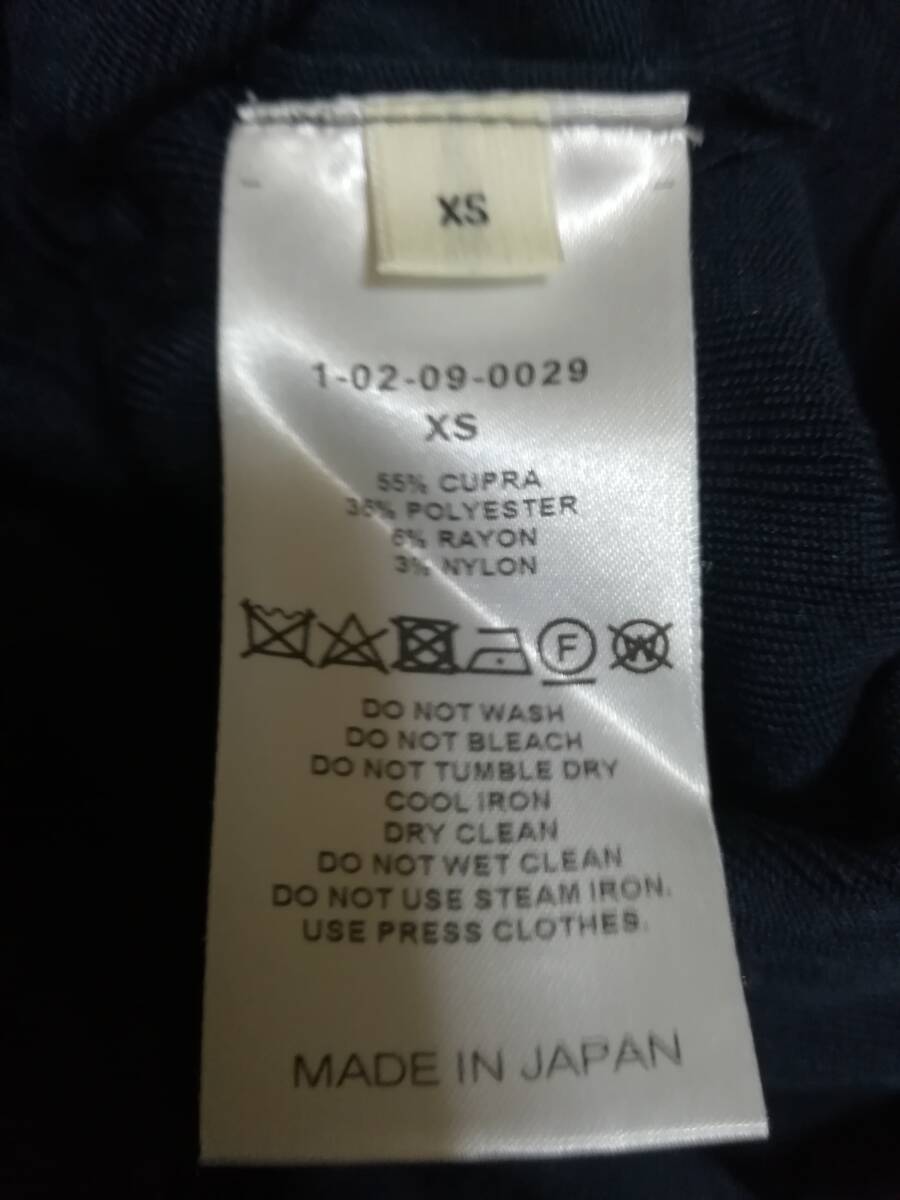 XS
1-02-09-0029
XS
55% CUPRA
36% POLYESTER
6% RAYON
3% NYLON
F W
DO NOT WASH
DO NOT BLEACH
DO NOT TUMBLE DRY
COOL IRON
DRY CLEAN
DO NOT WET CLEAN
DO NOT USE STEAM IRON.
USE PRESS CLOTHES.
MADE IN JAPAN